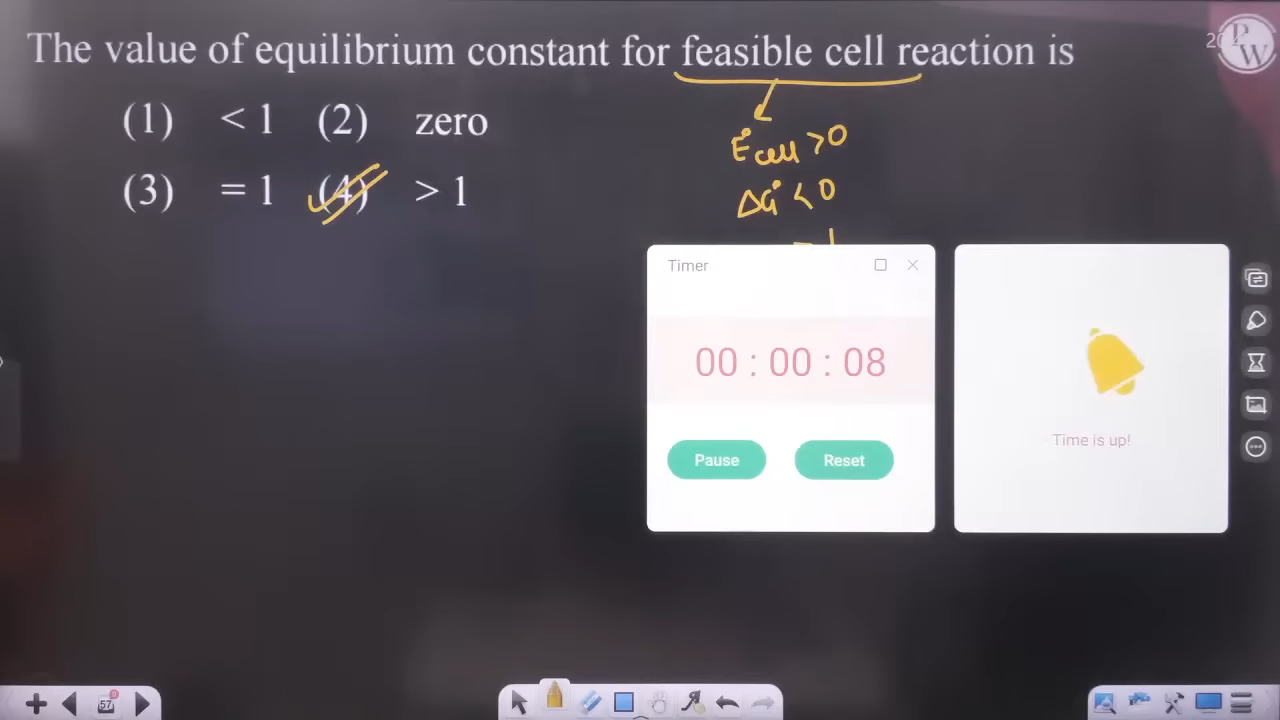 The value of equilibrium constant for feasible cell reaction is
(1) < 1 (2) zero
(3) = 1 (4) > 1
E°cell > 0
ΔG° < 0
PW
Timer
00 : 00 : 08
Pause Reset
Time is up!
57